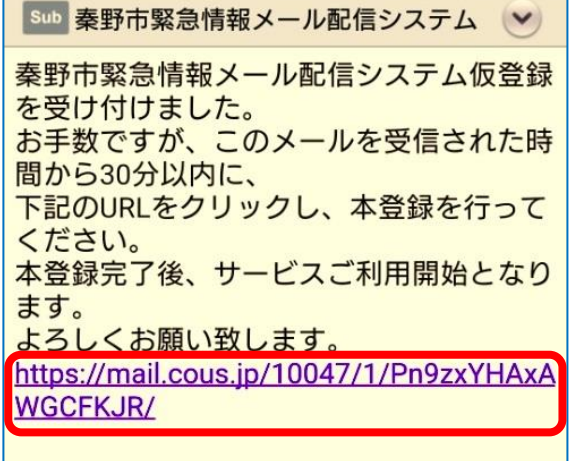 Sub 秦野市緊急情報メール配信システム
秦野市緊急情報メール配信システム仮登録
を受け付けました。
お手数ですが、このメールを受信された時
間から30分以内に、
下記のURLをクリックし、本登録を行って
ください。
本登録完了後、サービスご利用開始となり
ます。
よろしくお願い致します。
https://mail.cous.jp/10047/1/Pn9zxYHAxA
WGCFKJR/